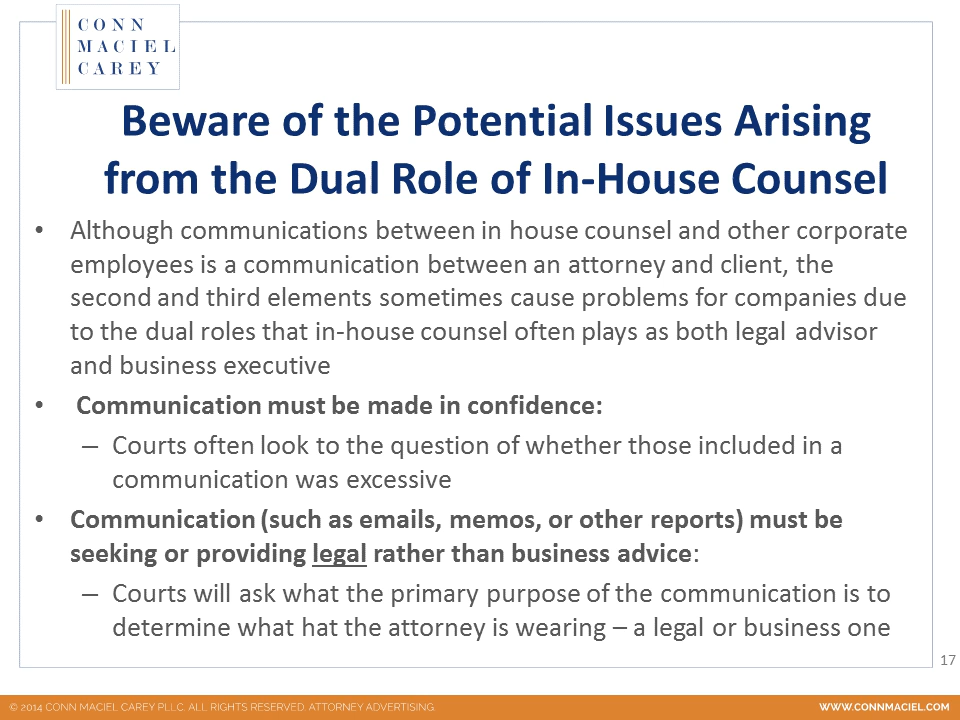 CONN
MACIEL
CAREY
Beware of the Potential Issues Arising
from the Dual Role of In-House Counsel
• Although communications between in house counsel and other corporate
employees is a communication between an attorney and client, the
second and third elements sometimes cause problems for companies due
to the dual roles that in-house counsel often plays as both legal advisor
and business executive
• Communication must be made in confidence:
– Courts often look to the question of whether those included in a
communication was excessive
• Communication (such as emails, memos, or other reports) must be
seeking or providing legal rather than business advice:
– Courts will ask what the primary purpose of the communication is to
determine what hat the attorney is wearing – a legal or business one
17
© 2014 CONN MACIEL CAREY PLLC. ALL RIGHTS RESERVED. ATTORNEY ADVERTISING.
WWW.CONNMACIEL.COM